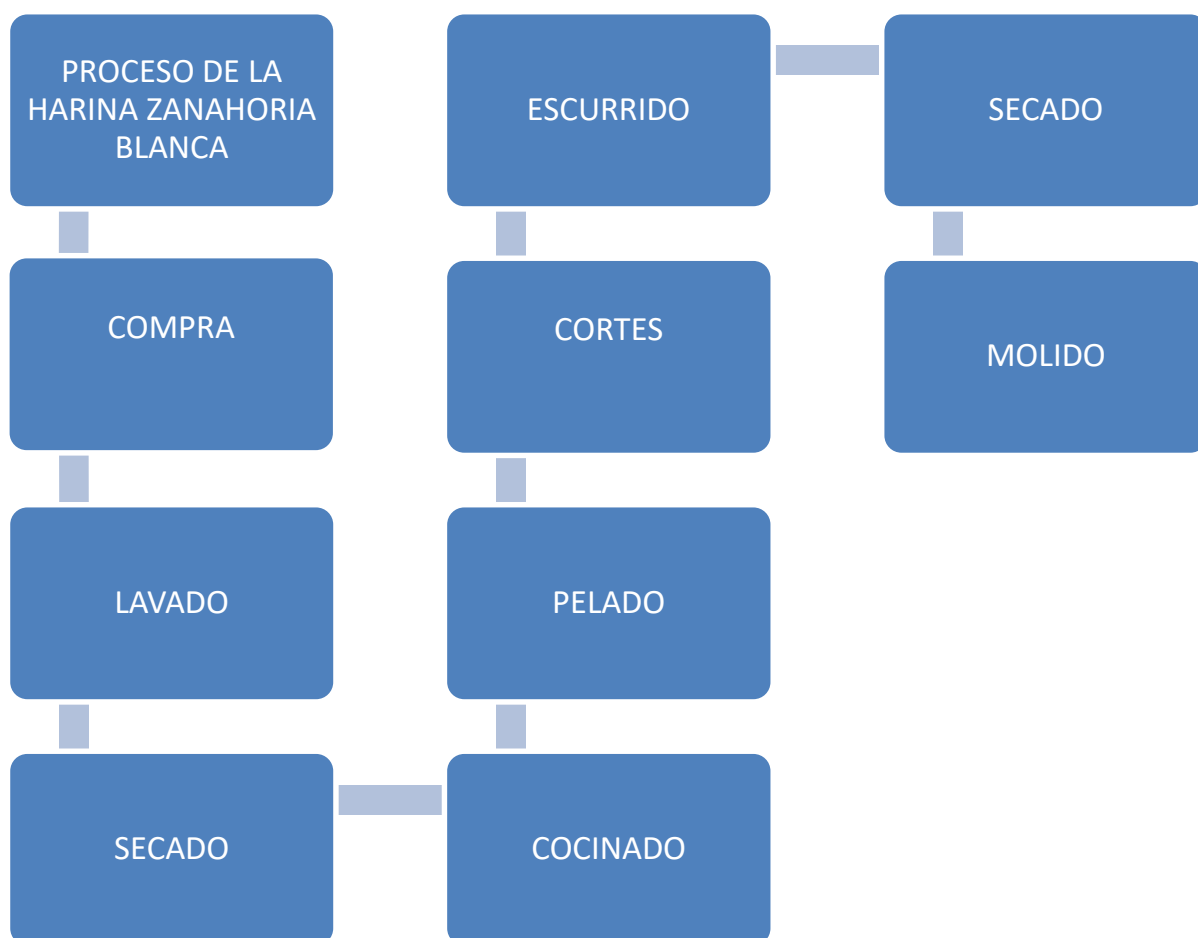 PROCESO DE LA
HARINA ZANAHORIA
BLANCA
COMPRA
LAVADO
SECADO
COCINADO
PELADO
CORTES
ESCURRIDO
SECADO
MOLIDO